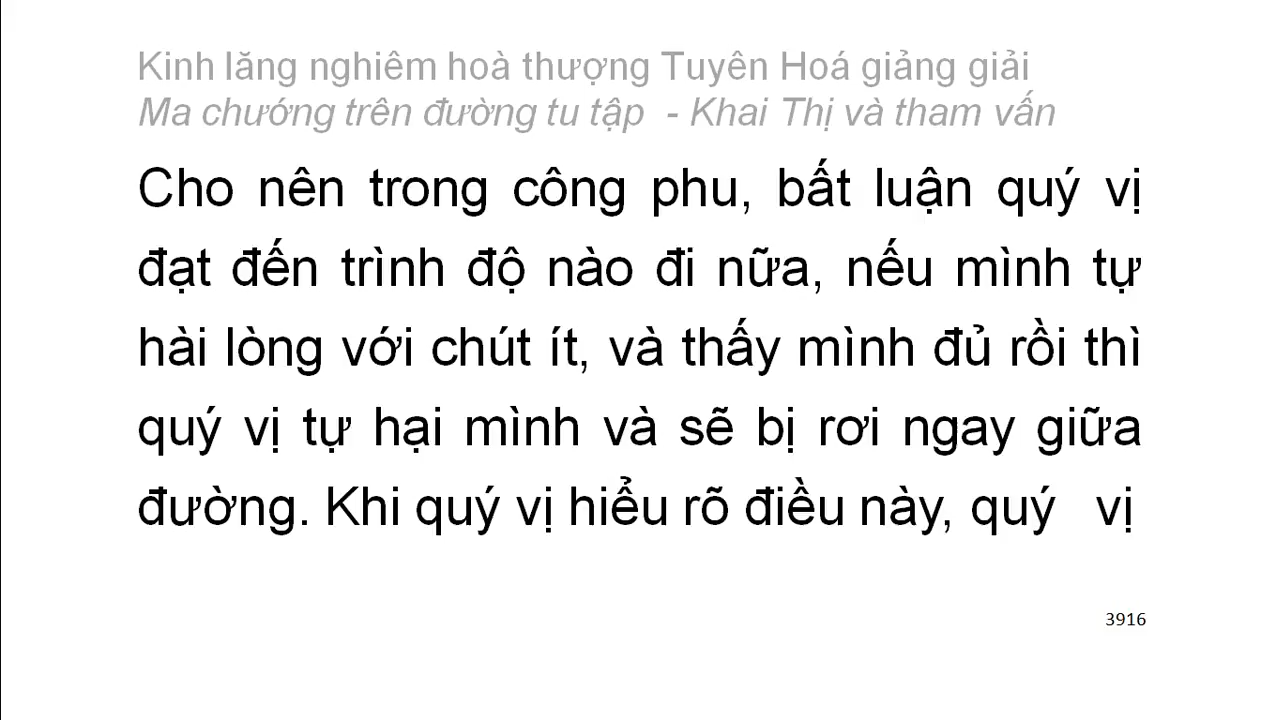 Kinh lăng nghiêm hoà thượng Tuyên Hoá giảng giải
Ma chướng trên đường tu tập - Khai Thị và tham vấn
Cho nên trong công phu, bất luận quý vị
đạt đến trình độ nào đi nữa, nếu mình tự
hài lòng với chút ít, và thấy mình đủ rồi thì
quý vị tự hại mình và sẽ bị rơi ngay giữa
đường. Khi quý vị hiểu rõ điều này, quý vị
3916